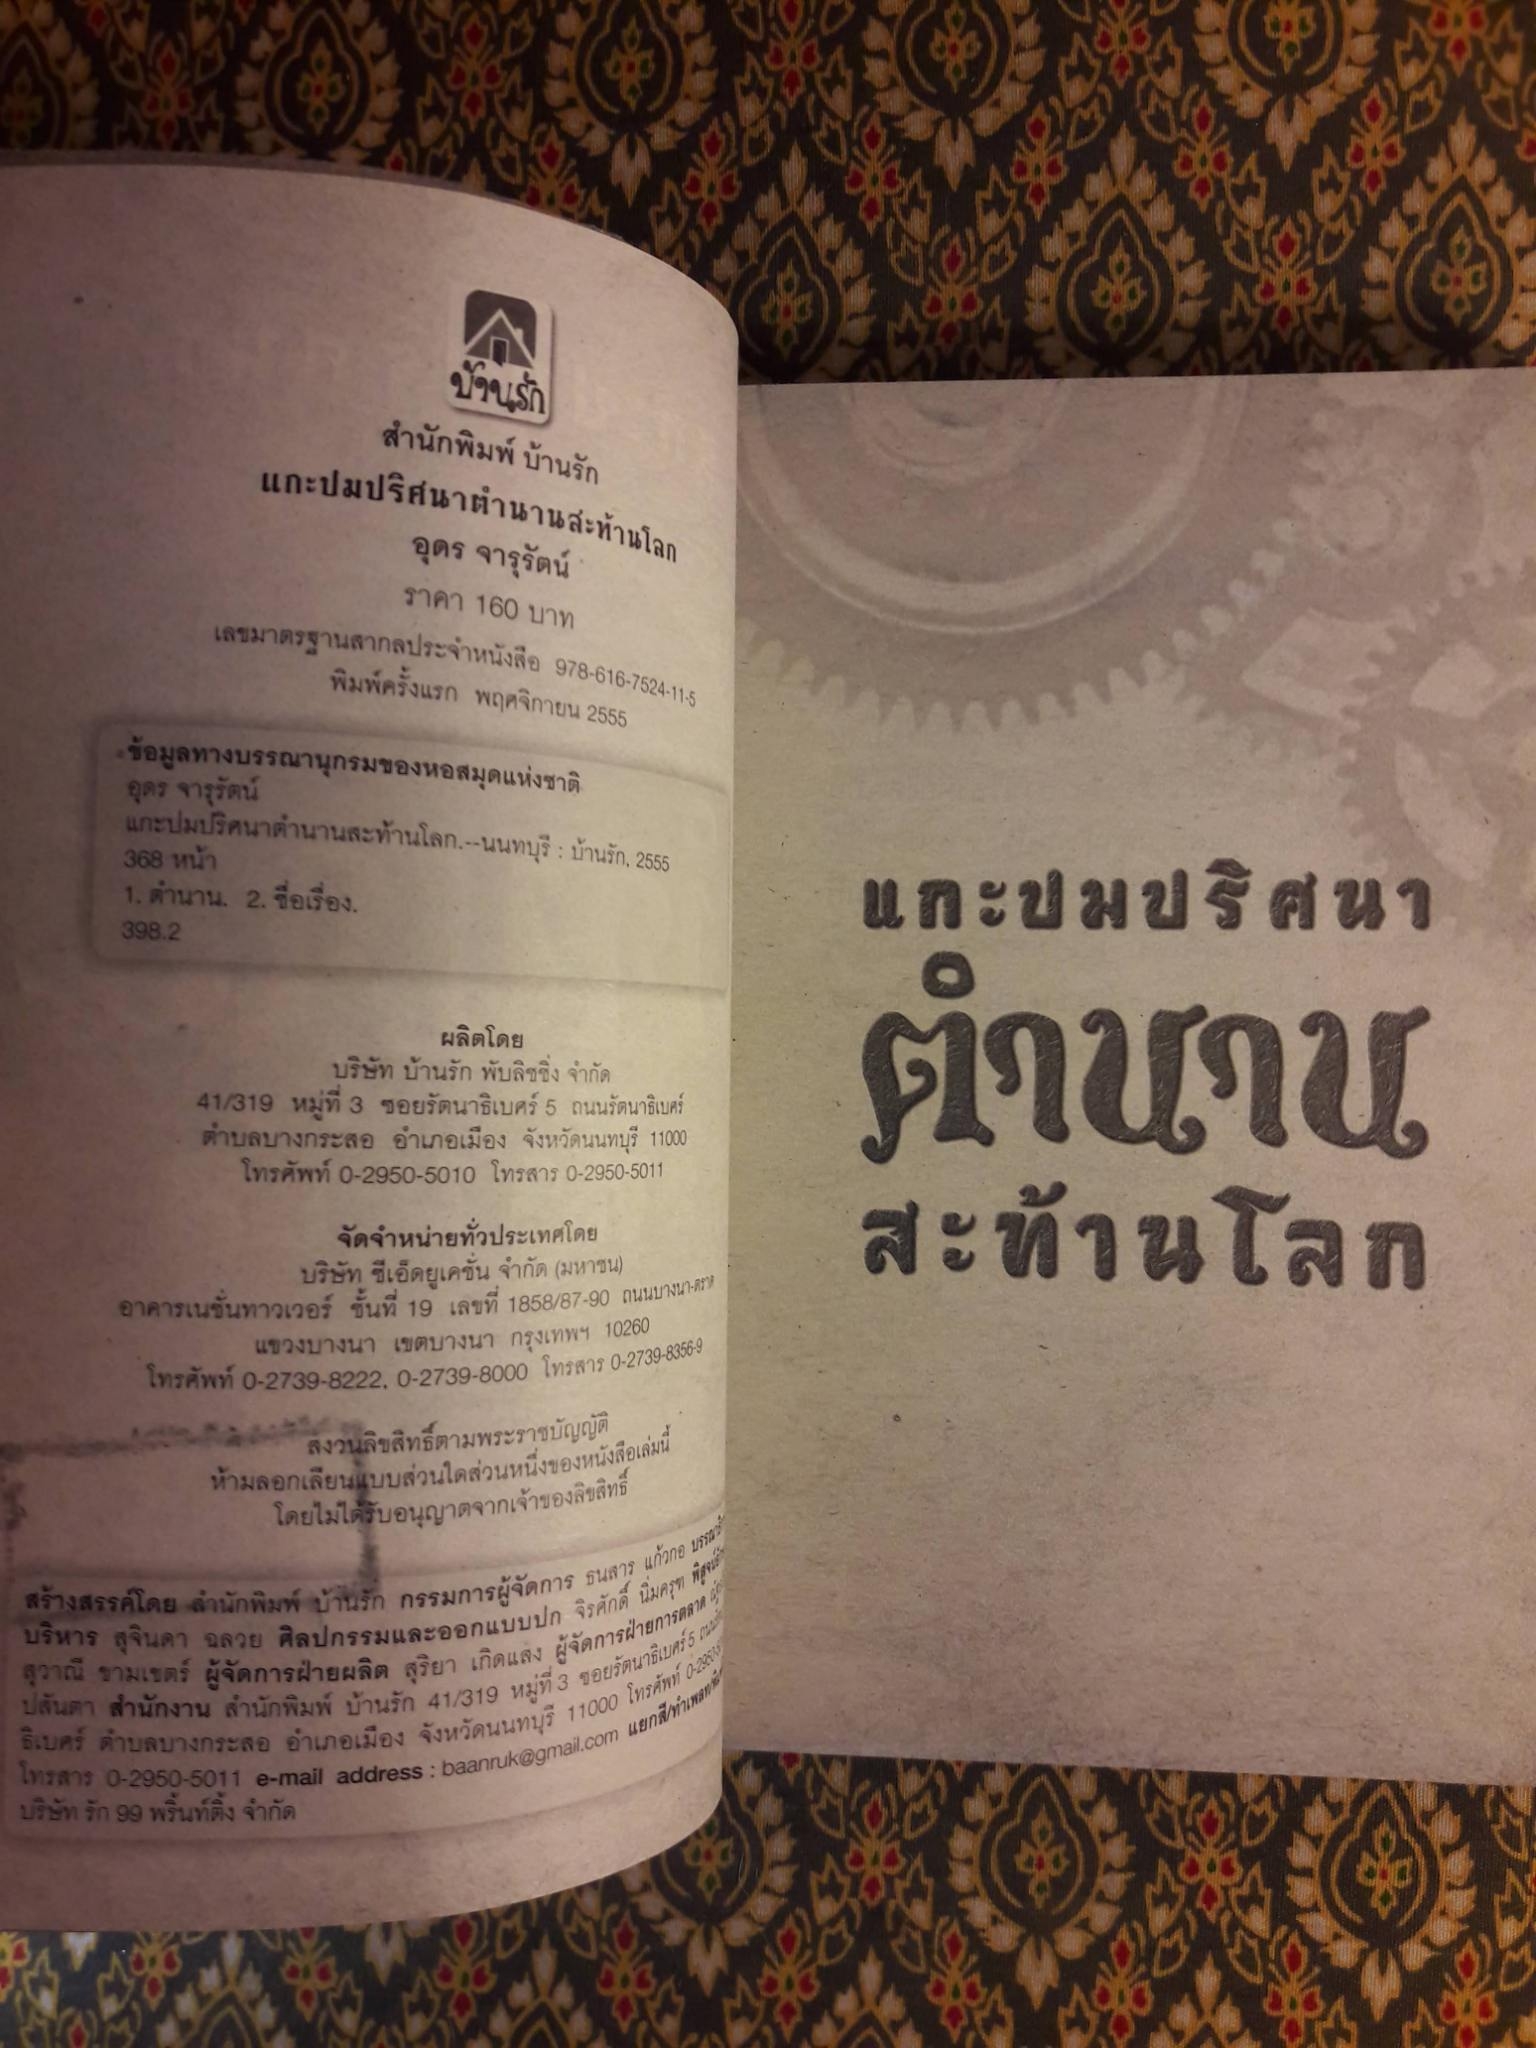 บ้านรัก
สำนักพิมพ์ บ้านรัก
แกะปมปริศนาตำนานสะท้านโลก
อุดร จารุรัตน์
ราคา 160 บาท
เลขมาตรฐานสากลประจำหนังสือ 978-616-7524-11-5
พิมพ์ครั้งแรก พฤศจิกายน 2555
ข้อมูลทางบรรณานุกรมของหอสมุดแห่งชาติ
อุดร จารุรัตน์
แกะปมปริศนาตำนานสะท้านโลก.--นนทบุรี : บ้านรัก, 2555
368 หน้า
1. ตำนาน. 2. ชื่อเรื่อง.
398.2
ผลิตโดย
บริษัท บ้านรัก พับลิชชิ่ง จำกัด
41/319 หมู่ที่ 3 ซอยรัตนาธิเบศร์ 5 ถนนรัตนาธิเบศร์
ตำบลบางกระสอ อำเภอเมือง จังหวัดนนทบุรี 11000
โทรศัพท์ 0-2950-5010 โทรสาร 0-2950-5011
จัดจำหน่ายทั่วประเทศโดย
บริษัท ซีเอ็ดยูเคชั่น จำกัด (มหาชน)
อาคารเนชั่นทาวเวอร์ ชั้นที่ 19 เลขที่ 1858/87-90 ถนนบางนา-ตราด
แขวงบางนา เขตบางนา กรุงเทพฯ 10260
โทรศัพท์ 0-2739-8222, 0-2739-8000 โทรสาร 0-2739-8356-9
สงวนลิขสิทธิ์ตามพระราชบัญญัติ
ห้ามลอกเลียนแบบส่วนใดส่วนหนึ่งของหนังสือเล่มนี้
โดยไม่ได้รับอนุญาตจากเจ้าของลิขสิทธิ์
สร้างสรรค์โดย สำนักพิมพ์ บ้านรัก กรรมการผู้จัดการ ธนสาร แก้วกอ
บริหาร สุจินดา ฉลวย ศิลปกรรมและออกแบบปก จิรศักดิ์ นิ่มครุฑ
สุวาณี ขามเขตร์ ผู้จัดการฝ่ายผลิต สุริยา เกิดแสง ผู้จัดการฝ่ายการตลาด
ปสันตา สำนักงาน สำนักพิมพ์ บ้านรัก 41/319 หมู่ที่ 3 ซอยรัตนาธิเบศร์ 5
ธิเบศร์ ตำบลบางกระสอ อำเภอเมือง จังหวัดนนทบุรี 11000 โทรศัพท์
โทรสาร 0-2950-5011 e-mail address : baanruk@gmail.com แยกสี/ทำเพลท/
บริษัท รัก 99 พริ้นท์ติ้ง จำกัด
แกะปมปริศนา
ตำนาน
สะท้านโลก